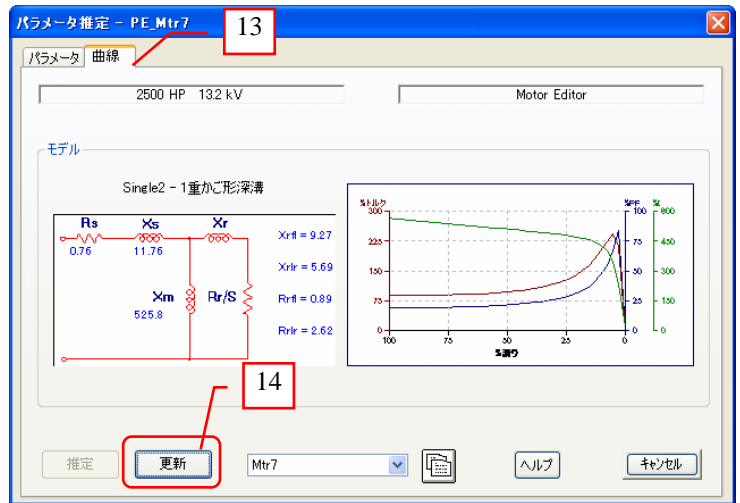 パラメータ推定 - PE_Mtr7
13
パラメータ 曲線
2500 HP 13.2 kV
Motor Editor
モデル
Single2 - 1重かご形深溝
Rs Xs Xr
0.76 11.76
Xm Rr/S
525.8
Xrfl = 9.27
Xrlr = 5.69
Rrfl = 0.89
Rrlr = 2.62
%トルク %PF %
300 100 600
225 75 450
150 50 300
75 25 150
0 0 0
100 75 50 25 0
%滑り
14
推定 更新 Mtr7 ヘルプ キャンセル